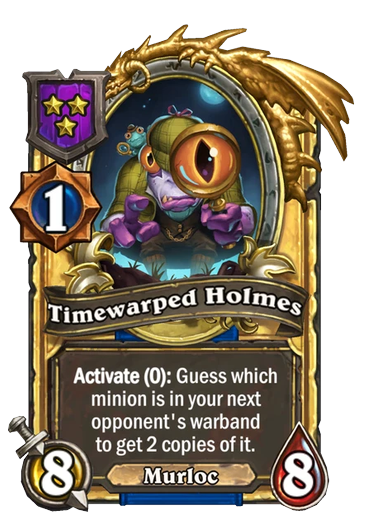 1
Timewarped Holmes
Activate (0): Guess which
minion is in your next
opponent's warband
to get 2 copies of it.
8
Murloc
8